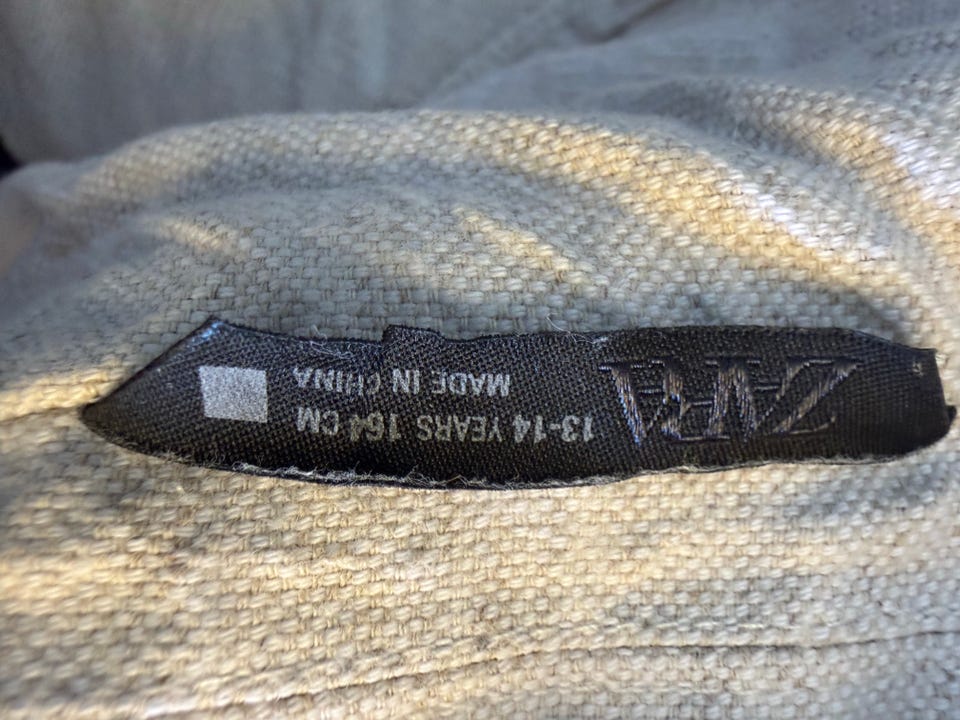 ZARA
13-14 YEARS 164 CM
MADE IN CHINA